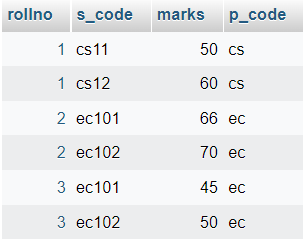 rollno s_code marks p_code
1 cs11 50 cs
1 cs12 60 cs
2 ec101 66 ec
2 ec102 70 ec
3 ec101 45 ec
3 ec102 50 ec